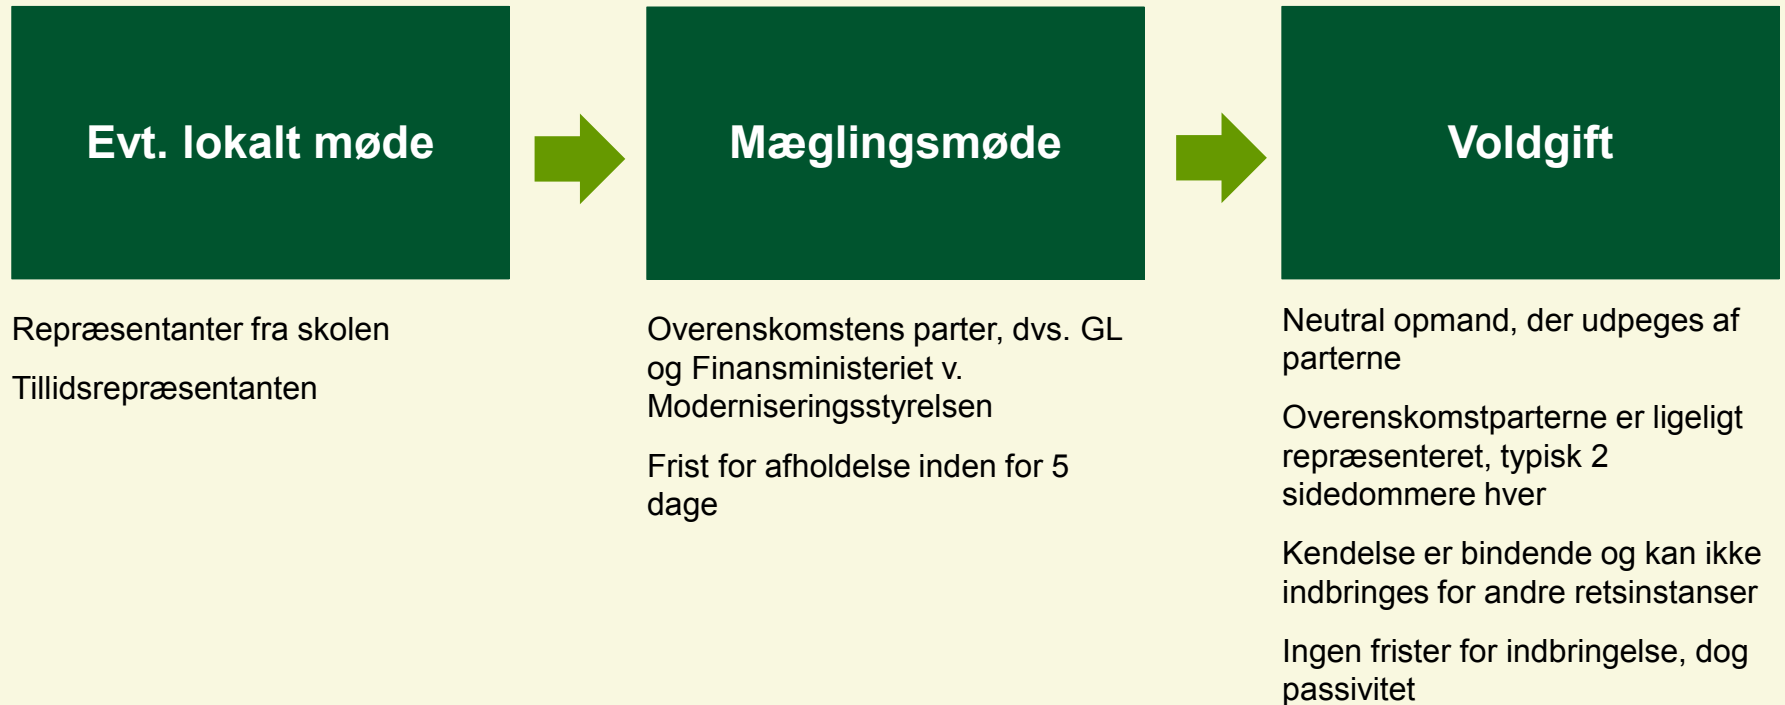 Evt. lokalt møde
Repræsentanter fra skolen
Tillidsrepræsentanten
Mæglingsmøde
Overenskomstens parter, dvs. GL
og Finansministeriet v.
Moderniseringsstyrelsen
Frist for afholdelse inden for 5
dage
Voldgift
Neutral opmand, der udpeges af
parterne
Overenskomstparterne er ligeligt
repræsenteret, typisk 2
sidedommere hver
Kendelse er bindende og kan ikke
indbringes for andre retsinstanser
Ingen frister for indbringelse, dog
passivitet